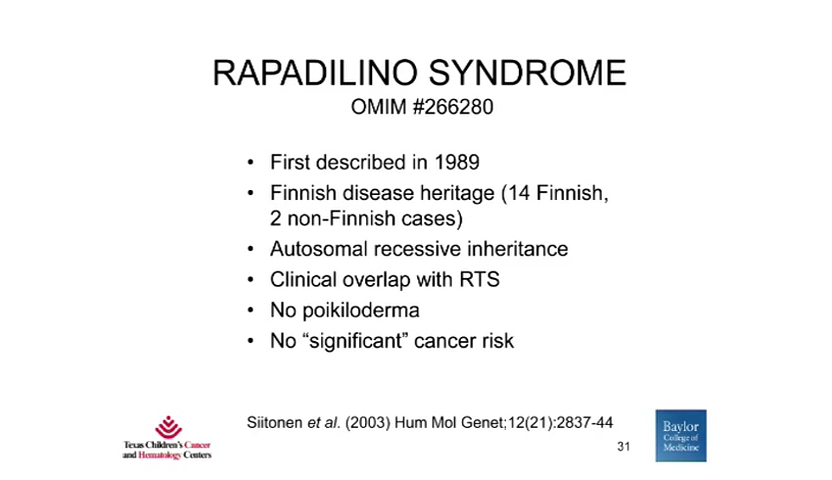 RAPADILINO SYNDROME
OMIM #266280
• First described in 1989
• Finnish disease heritage (14 Finnish,
2 non-Finnish cases)
• Autosomal recessive inheritance
• Clinical overlap with RTS
• No poikiloderma
• No “significant” cancer risk
Siitonen et al. (2003) Hum Mol Genet;12(21):2837-44
31
Texas Children's Cancer
and Hematology Centers
Baylor
College of
Medicine